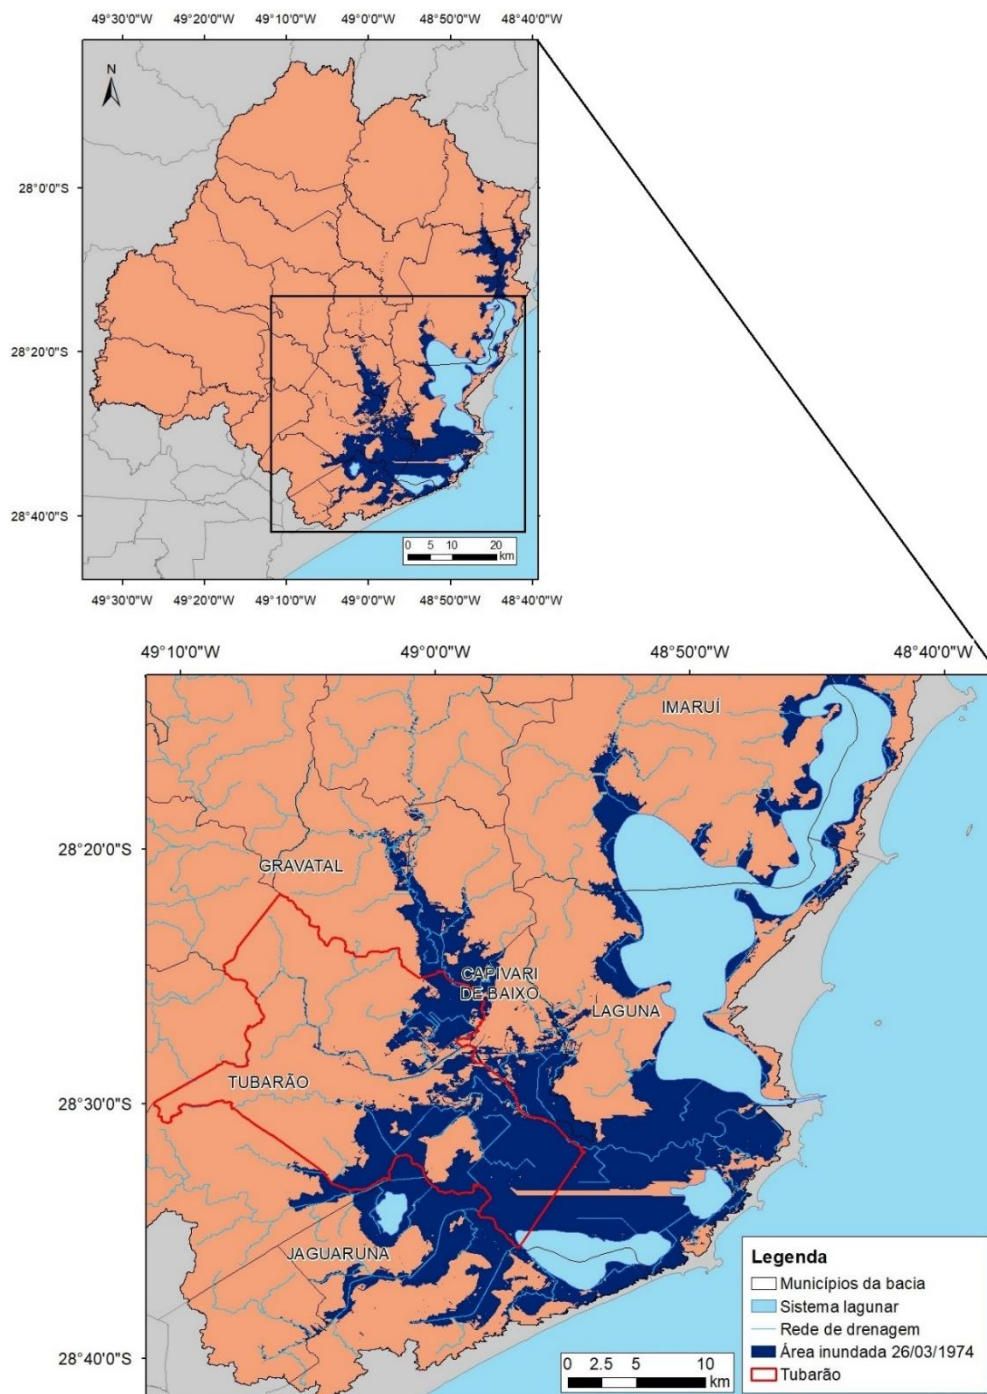 49°30'0"W 49°20'0"W 49°10'0"W 49°0'0"W 48°50'0"W 48°40'0"W
N
28°0'0"S
28°20'0"S
28°40'0"S
0 5 10 20
km
49°30'0"W 49°20'0"W 49°10'0"W 49°0'0"W 48°50'0"W 48°40'0"W
49°10'0"W 49°0'0"W 48°50'0"W 48°40'0"W
IMARUÍ
28°20'0"S
GRAVATAL
CAPIVARI
DE BAIXO
LAGUNA
TUBARÃO
28°30'0"S
JAGUARUNA
28°40'0"S
Legenda
Municípios da bacia
Sistema lagunar
Rede de drenagem
Área inundada 26/03/1974
Tubarão
0 2.5 5 10
km